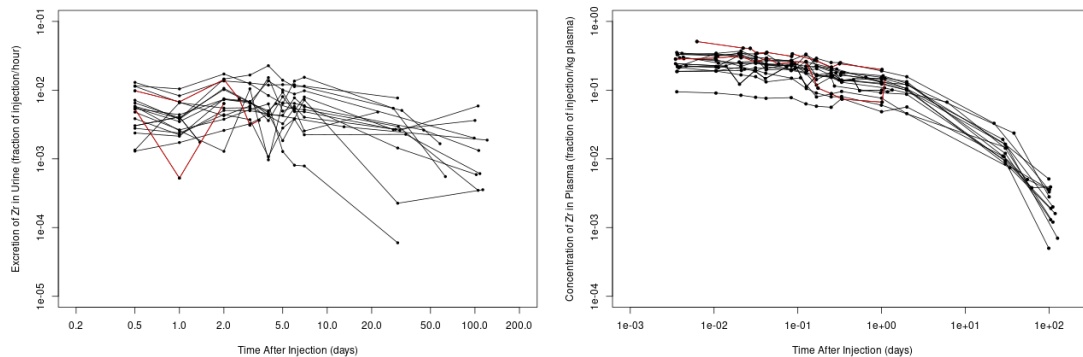 Excretion of Zr in Urine (fraction of injection/hour)
1e-01
1e-02
1e-03
1e-04
1e-05
0.2 0.5 1.0 2.0 5.0 10.0 20.0 50.0 100.0 200.0
Time After Injection (days)
Concentration of Zr in Plasma (fraction of injection/kg plasma)
1e+00
1e-01
1e-02
1e-03
1e-04
1e-03 1e-02 1e-01 1e+00 1e+01 1e+02
Time After Injection (days)